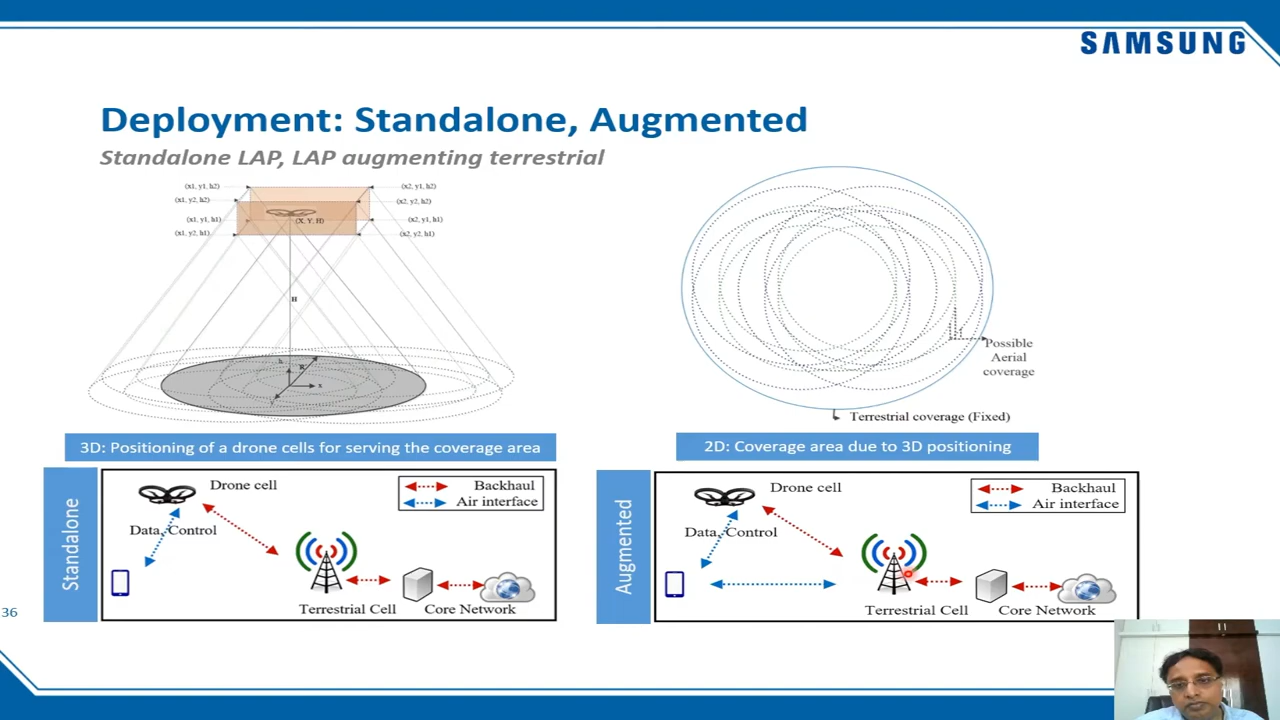 SAMSUNG
Deployment: Standalone, Augmented
Standalone LAP, LAP augmenting terrestrial
(x1, y1, h2)
(x2, y1, h2)
(x1, y2, h2)
(x2, y2, h2)
(X, Y, H)
(x1, y1, h1)
(x2, y1, h1)
(x1, y2, h1)
(x2, y2, h1)
H
h
R
x
y
Possible
Aerial
coverage
Terrestrial coverage (Fixed)
3D: Positioning of a drone cells for serving the coverage area
2D: Coverage area due to 3D positioning
Standalone
Drone cell
Backhaul
Air interface
Data, Control
Terrestrial Cell
Core Network
Augmented
Drone cell
Backhaul
Air interface
Data, Control
Terrestrial Cell
Core Network
36